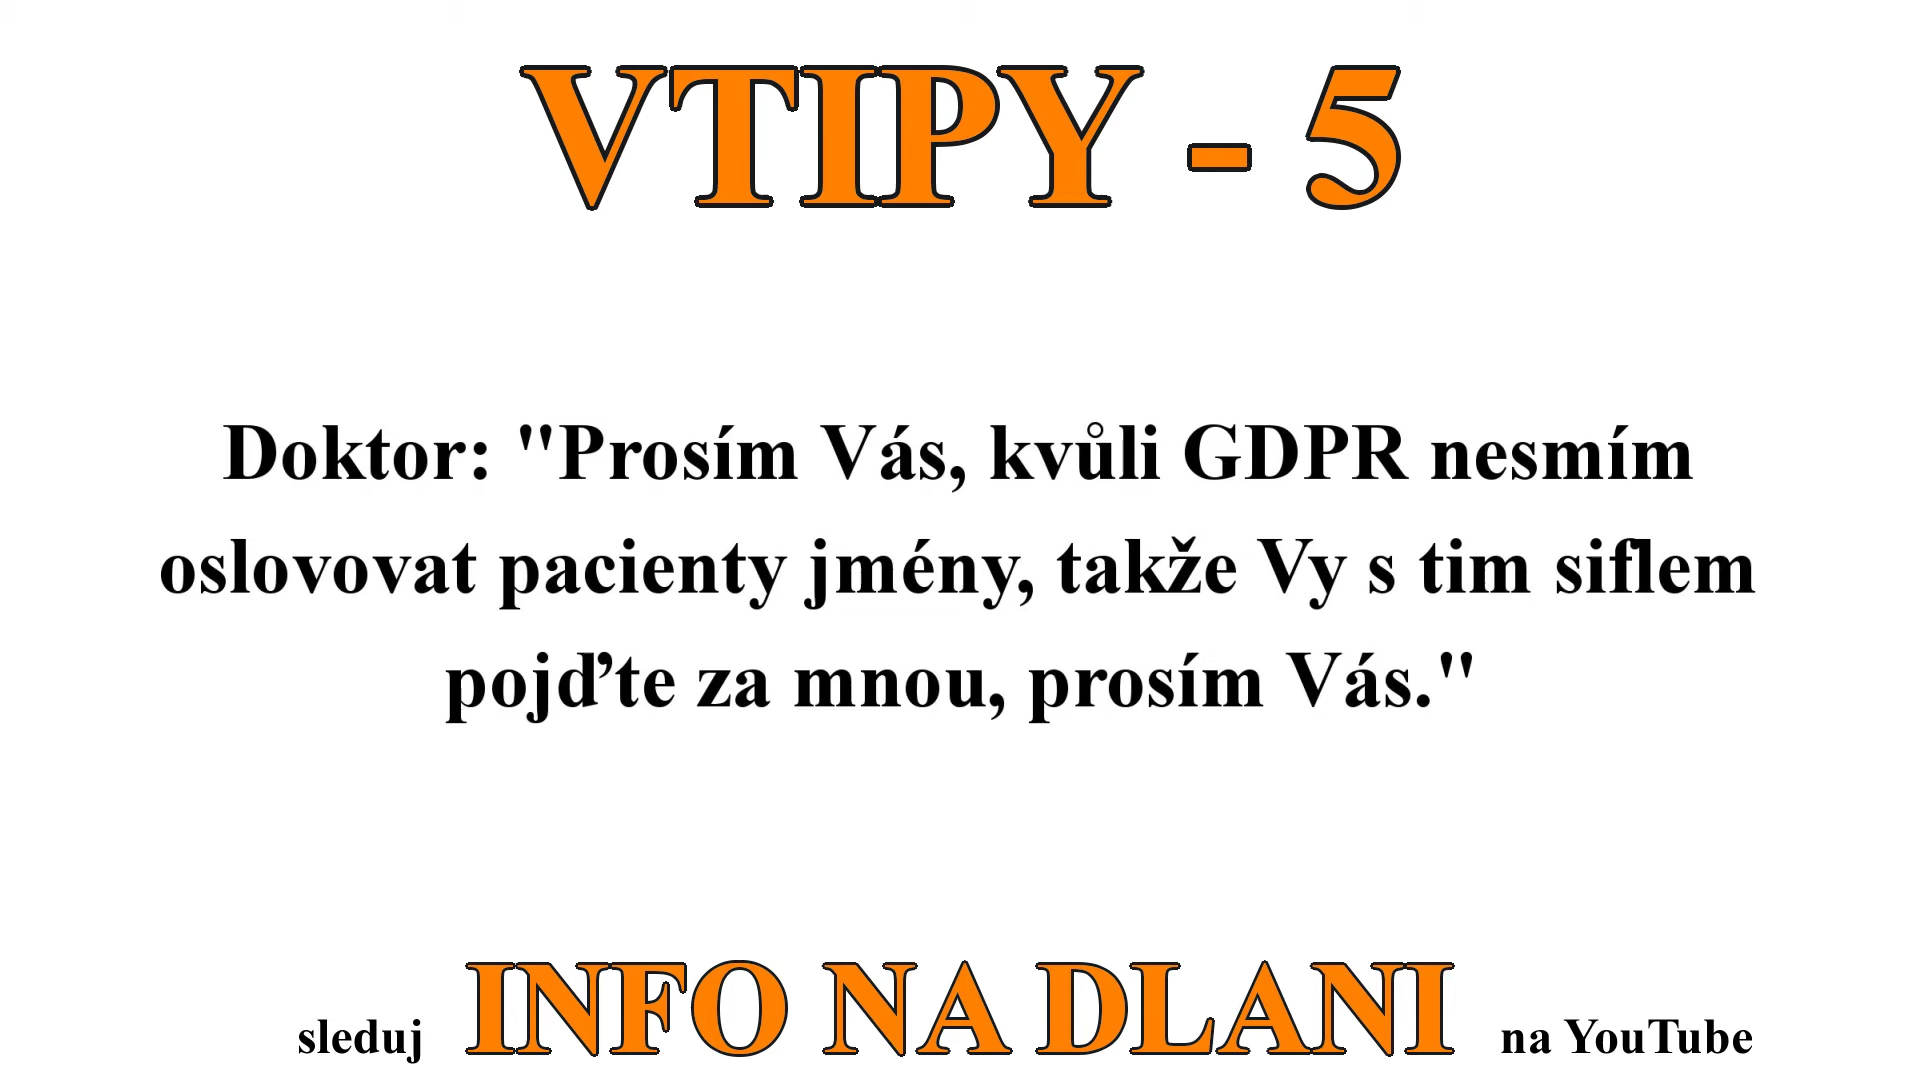 VTIPY - 5
Doktor: "Prosím Vás, kvůli GDPR nesmím
oslovovat pacienty jmény, takže Vy s tim siflem
pojďte za mnou, prosím Vás."
sleduj INFO NA DLANI na YouTube